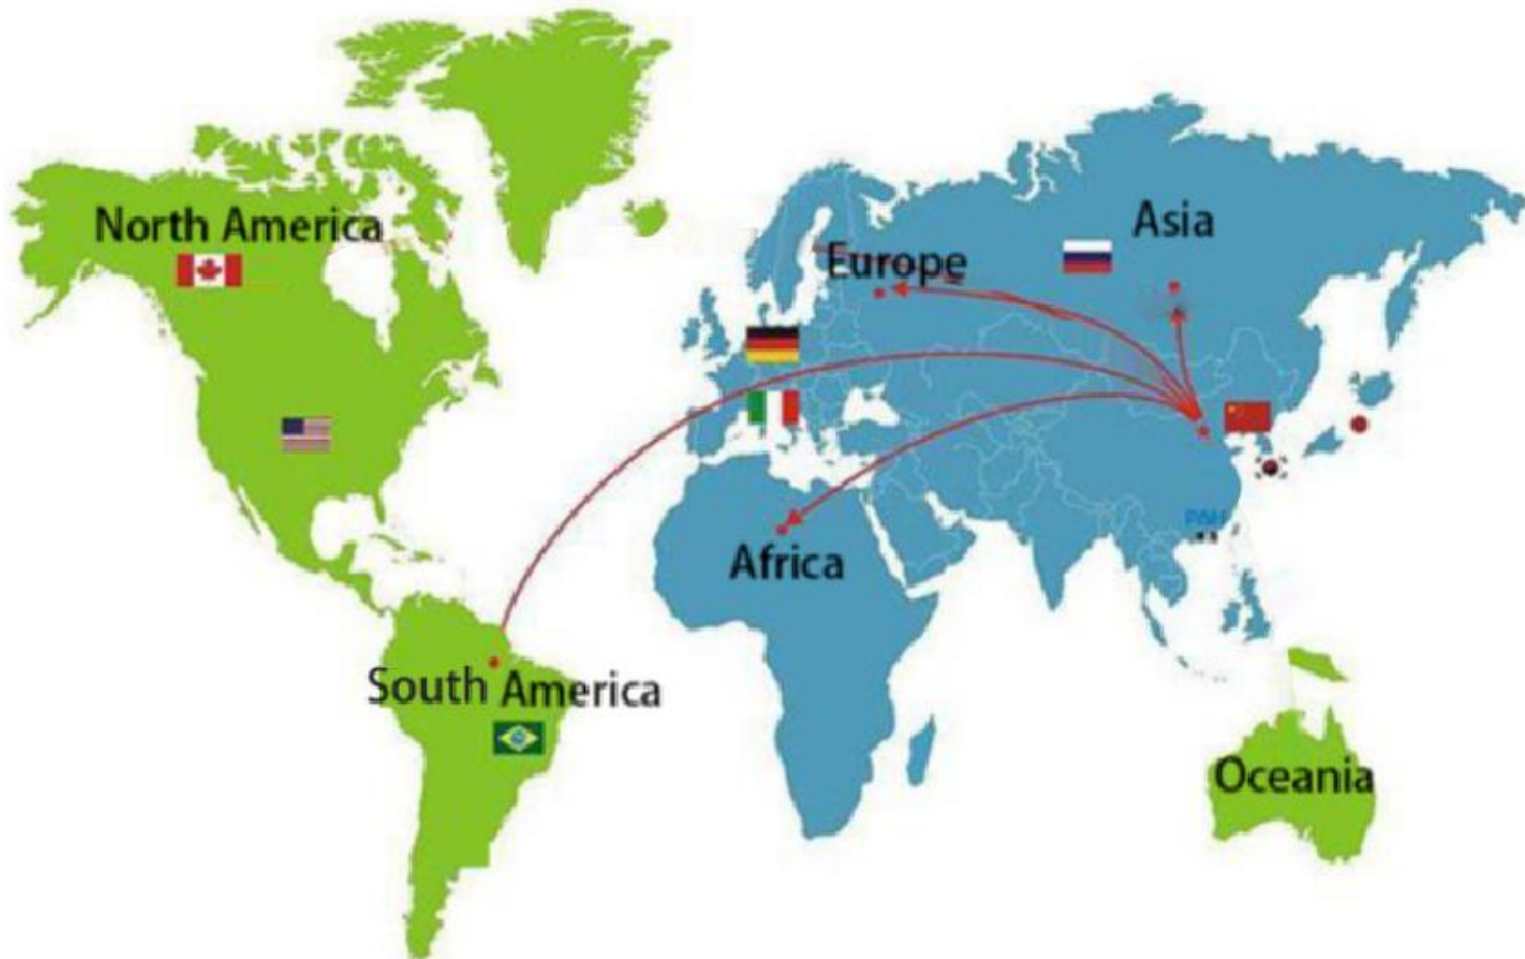 North America
Asia
Europe
Africa
South America
Oceania